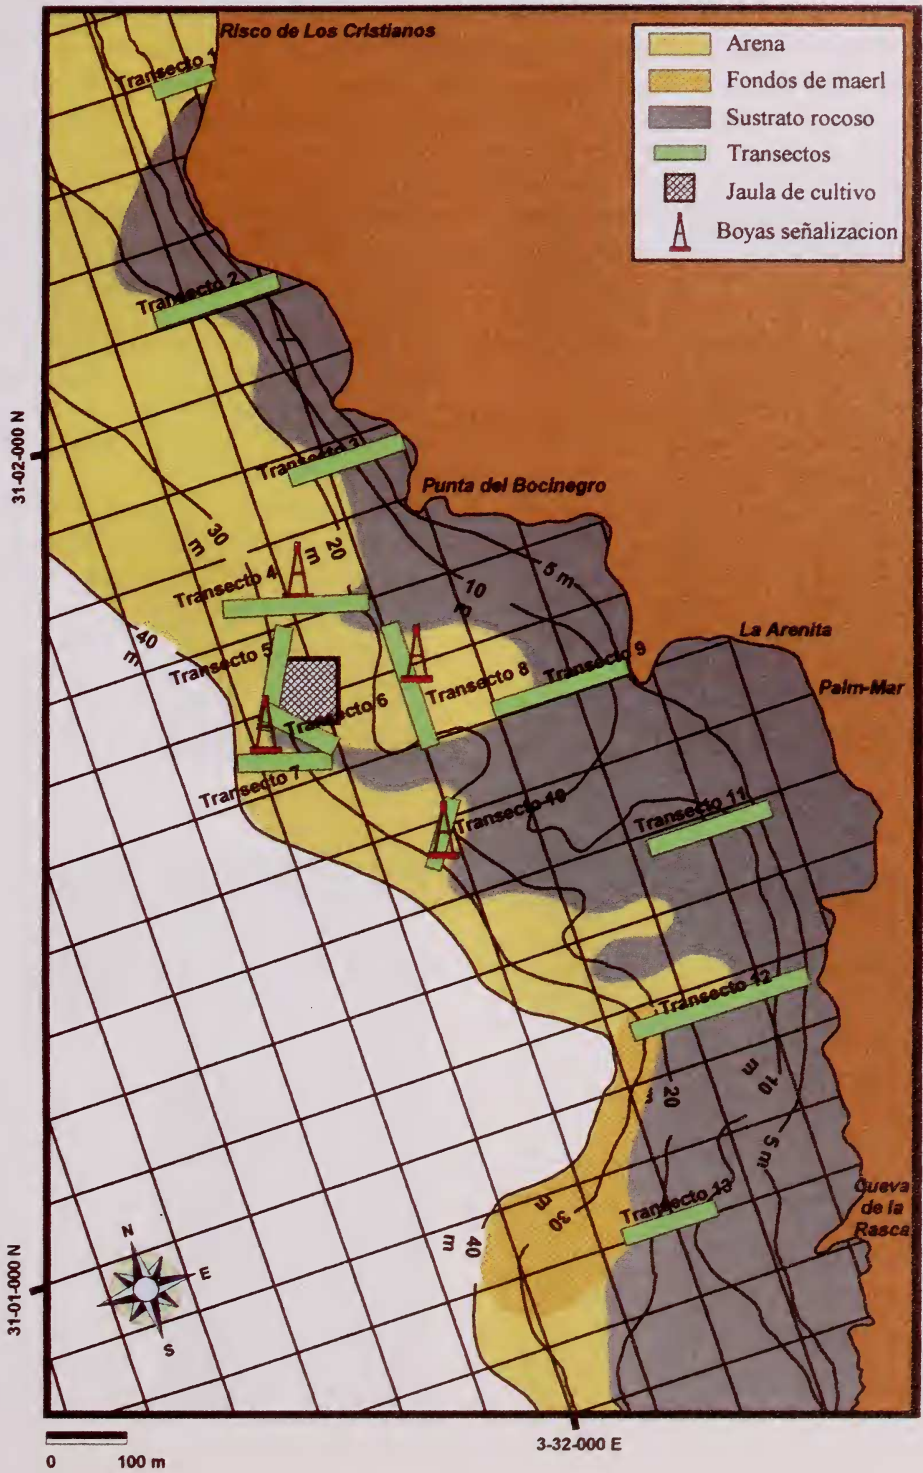 Risco de Los Cristianos
Arena
Fondos de maerl
Sustrato rocoso
Transectos
Jaula de cultivo
Boyas señalizacion
Transecto 1
Transecto 2
Transecto 3
31-02-000 N
Punta del Bocinegro
30
m
20
m
10
m
5 m
Transecto 4
40
m
Transecto 5
Transecto 6
Transecto 7
Transecto 8
Transecto 9
La Arenita
Palm-Mar
Transecto 10
Transecto 11
Transecto 12
20
10
m
5 m
30
m
40
m
Transecto 13
Cueva
de la
Rasca
N
E
S
31-01-000 N
0 100 m
3-32-000 E